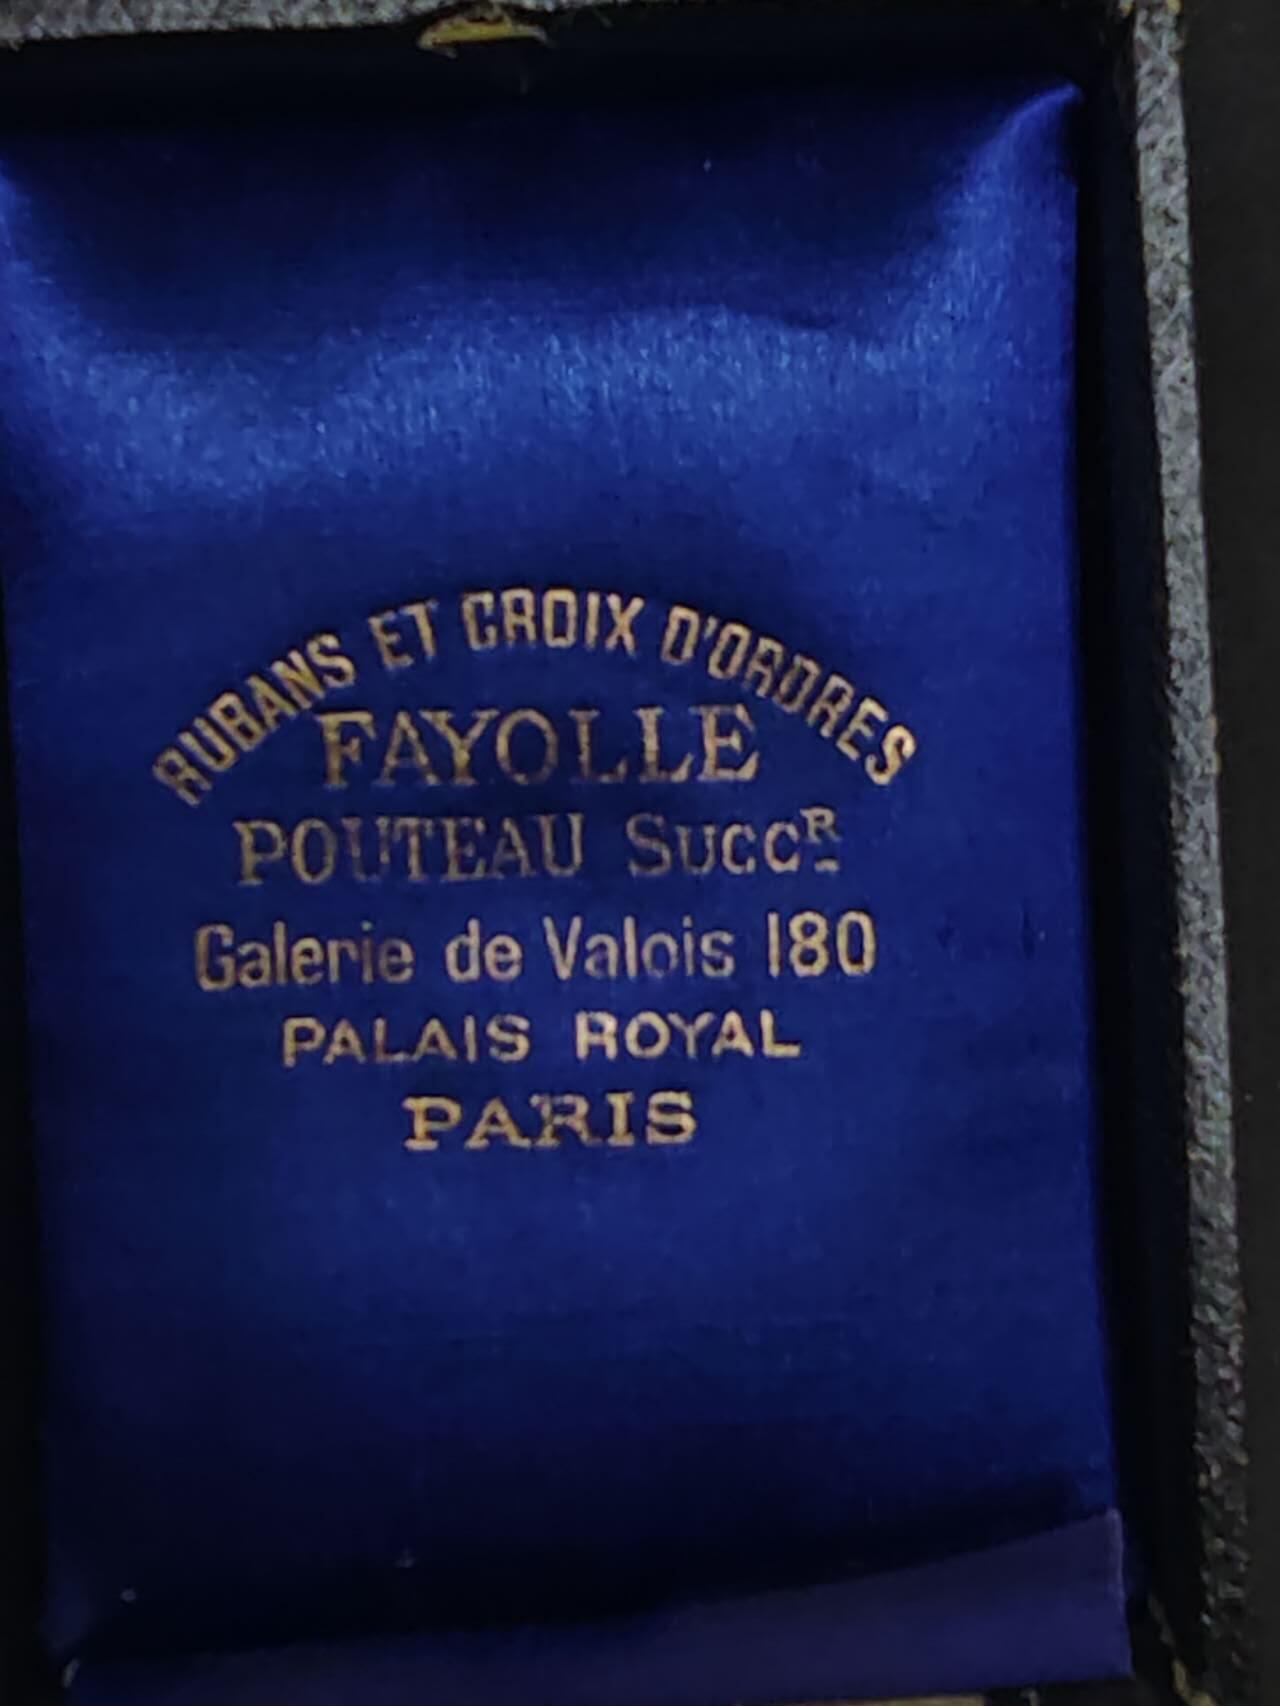 RUBANS ET CROIX D'ORDRES
FAYOLLE
POUTEAU SUCCR
Galerie de Valois 180
PALAIS ROYAL
PARIS